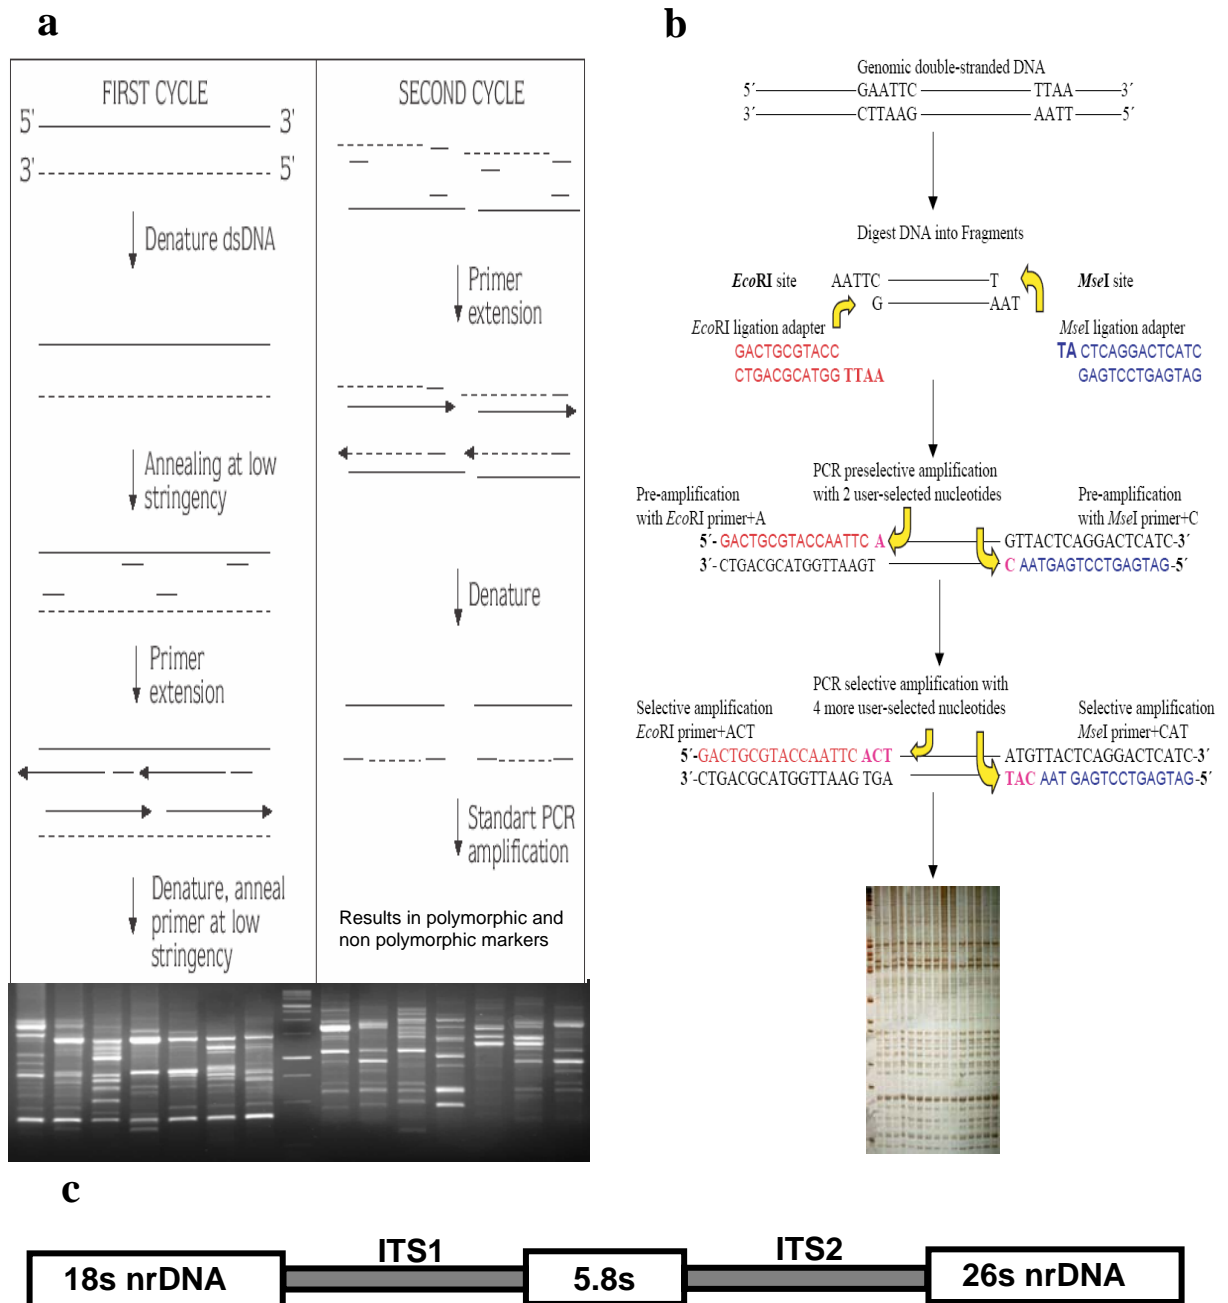 a
FIRST CYCLE
5' 3'
3' 5'
Denature dsDNA
Annealing at low
stringency
Primer
extension
Denature, anneal
primer at low
stringency
SECOND CYCLE
Primer
extension
Denature
Standart PCR
amplification
Results in polymorphic and
non polymorphic markers
b
Genomic double-stranded DNA
5´ GAATTC TTAA 3´
3´ CTTAAG AATT 5´
Digest DNA into Fragments
EcoRI site AATTC T MseI site
G AAT
EcoRI ligation adapter MseI ligation adapter
GACTGCGTACC TA CTCAGGACTCATC
CTGACGCATGG TTAA GAGTCCTGAGTAG
PCR preselective amplification
with 2 user-selected nucleotides
Pre-amplification Pre-amplification
with EcoRI primer+A with MseI primer+C
5´- GACTGCGTACCAATTC A GTTACTCAGGACTCATC-3´
3´- CTGACGCATGGTTAAGT C AATGAGTCCTGAGTAG-5´
PCR selective amplification with
4 more user-selected nucleotides
Selective amplification Selective amplification
EcoRI primer+ACT MseI primer+CAT
5´-GACTGCGTACCAATTC ACT ATGTTACTCAGGACTCATC-3´
3´-CTGACGCATGGTTAAG TGA TAC AAT GAGTCCTGAGTAG-5´
c
18s nrDNA ITS1 5.8s ITS2 26s nrDNA